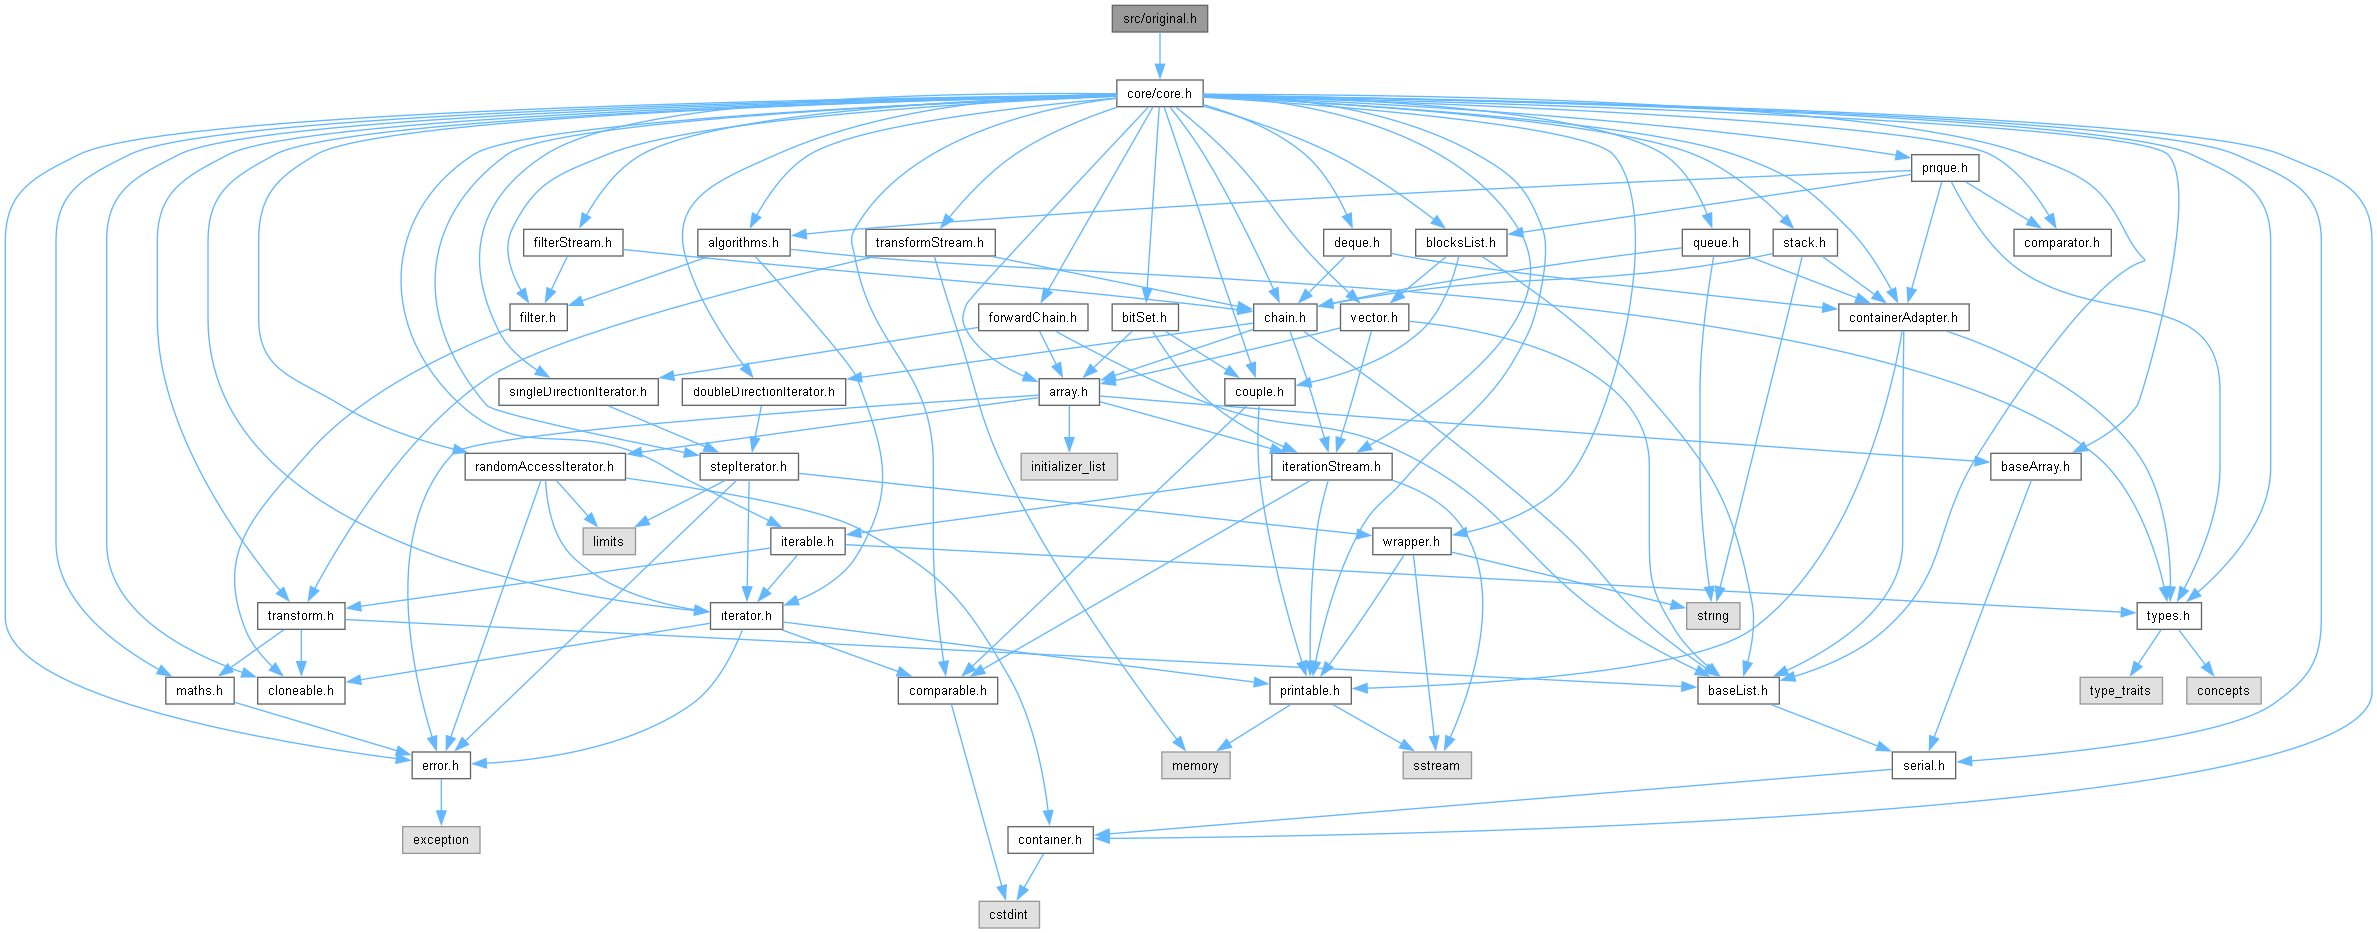 src/original.h
core/core.h
prique.h
filterStream.h
algorithms.h
transformStream.h
deque.h
blocksList.h
queue.h
stack.h
comparator.h
filter.h
forwardChain.h
bitSet.h
chain.h
vector.h
containerAdapter.h
singleDirectionIterator.h
doubleDirectionIterator.h
array.h
couple.h
randomAccessIterator.h
stepIterator.h
initializer_list
iterationStream.h
baseArray.h
limits
iterable.h
wrapper.h
transform.h
iterator.h
string
types.h
maths.h
cloneable.h
comparable.h
printable.h
baseList.h
type_traits
concepts
error.h
memory
sstream
serial.h
exception
container.h
cstdint